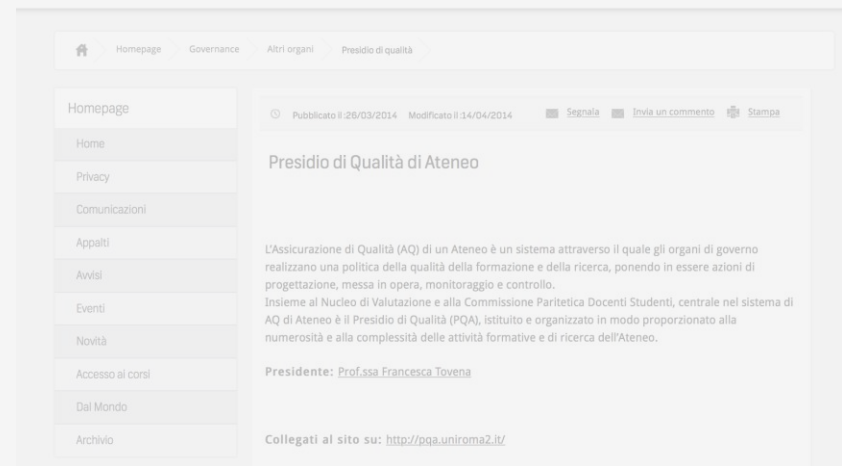 Homepage Governance Altri organi Presidio di qualità
Homepage
Home
Privacy
Comunicazioni
Appalti
Avvisi
Eventi
Novità
Accesso ai corsi
Dal Mondo
Archivio
Pubblicato il :26/03/2014 Modificato il :14/04/2014 Segnala Invia un commento Stampa
Presidio di Qualità di Ateneo
L'Assicurazione di Qualità (AQ) di un Ateneo è un sistema attraverso il quale gli organi di governo
realizzano una politica della qualità della formazione e della ricerca, ponendo in essere azioni di
progettazione, messa in opera, monitoraggio e controllo.
Insieme al Nucleo di Valutazione e alla Commissione Paritetica Docenti Studenti, centrale nel sistema di
AQ di Ateneo è il Presidio di Qualità (PQA), istituito e organizzato in modo proporzionato alla
numerosità e alla complessità delle attività formative e di ricerca dell'Ateneo.
Presidente: Prof.ssa Francesca Tovena
Collegati al sito su: http://pqa.uniroma2.it/